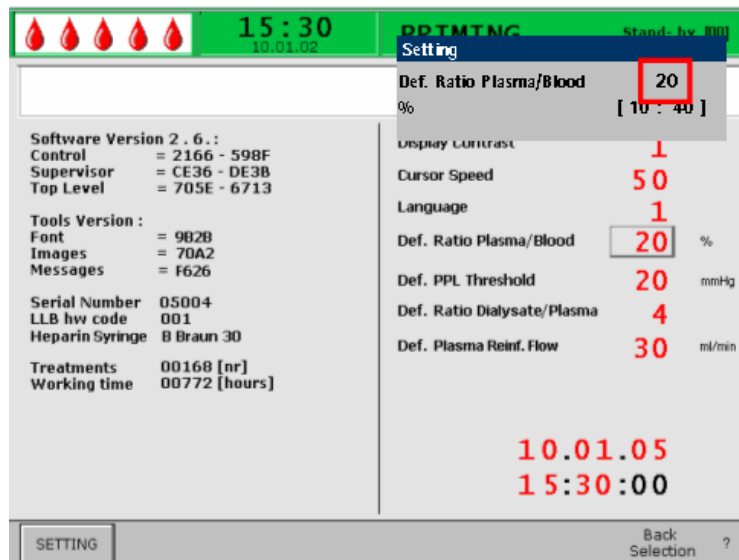 15:30
10.01.02
PRIMING
Stand- by [00]
Setting
Def. Ratio Plasma/Blood 20
% [ 10 : 40 ]
Software Version 2 . 6 . :
Control = 2166 - 598F
Supervisor = CE36 - DE3B
Top Level = 705E - 6713
Tools Version :
Font = 9B2B
Images = 70A2
Messages = F626
Serial Number 05004
LLB hw code 001
Heparin Syringe B Braun 30
Treatments 00168 [nr]
Working time 00772 [hours]
Display Contrast 1
Cursor Speed 50
Language 1
Def. Ratio Plasma/Blood 20 %
Def. PPL Threshold 20 mmHg
Def. Ratio Dialysate/Plasma 4
Def. Plasma Reinf. Flow 30 ml/min
10.01.05
15:30:00
SETTING
Back
Selection
?